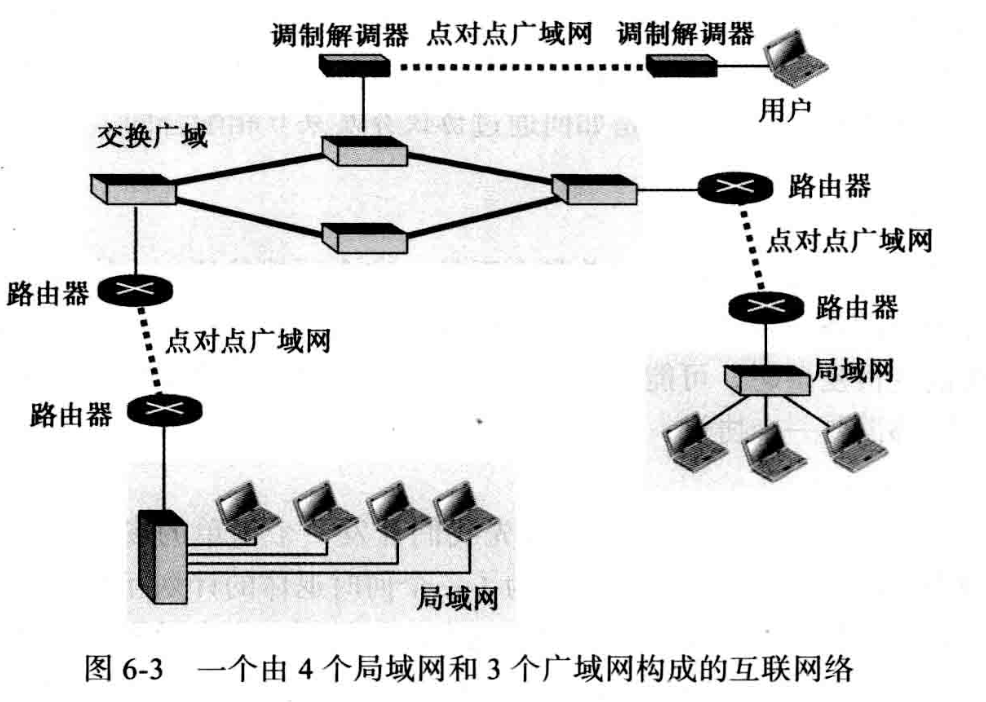 调制解调器 点对点广域网 调制解调器
用户
交换广域
路由器
点对点广域网
路由器
路由器
点对点广域网
局域网
路由器
局域网
图 6-3 一个由 4 个局域网和 3 个广域网构成的互联网络